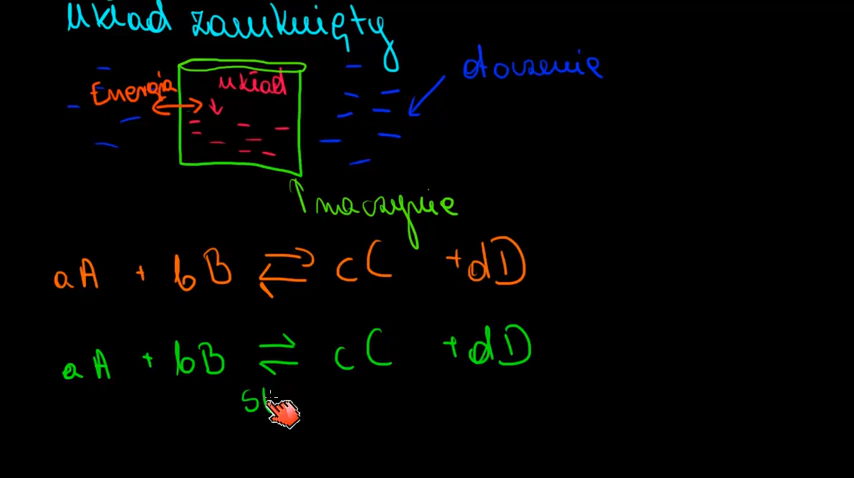 układ zamknięty
Energia układ otoczenie
naczynie
aA + bB ⇄ cC + dD
aA + bB ⇄ cC + dD